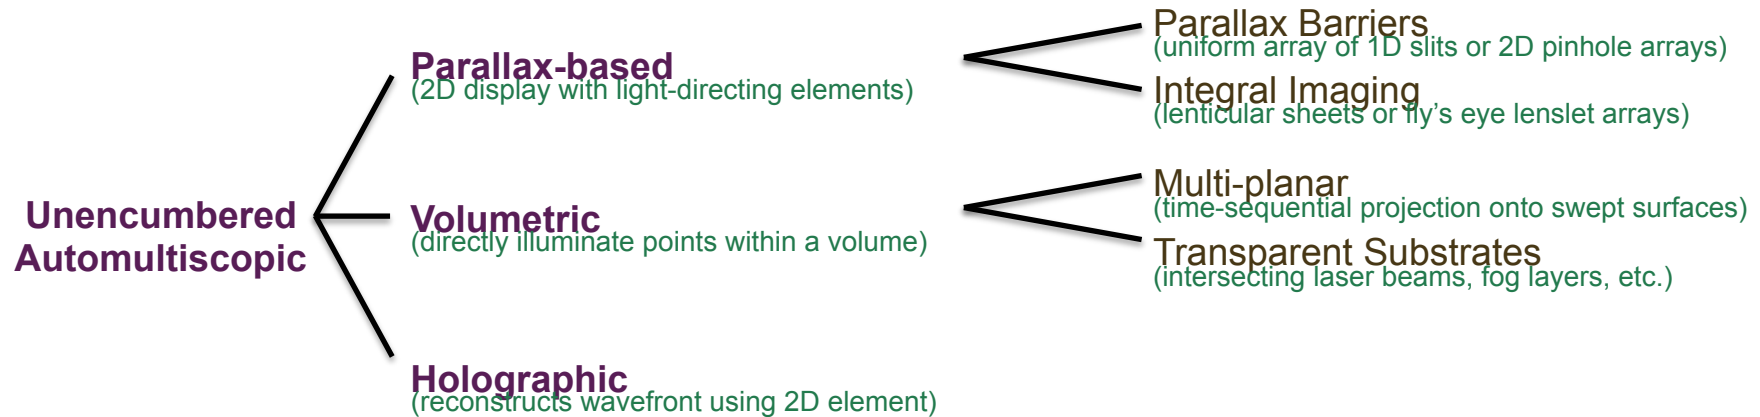 Unencumbered
Automultiscopic
Parallax-based
(2D display with light-directing elements)
Parallax Barriers
(uniform array of 1D slits or 2D pinhole arrays)
Integral Imaging
(lenticular sheets or fly’s eye lenslet arrays)
Volumetric
(directly illuminate points within a volume)
Multi-planar
(time-sequential projection onto swept surfaces)
Transparent Substrates
(intersecting laser beams, fog layers, etc.)
Holographic
(reconstructs wavefront using 2D element)